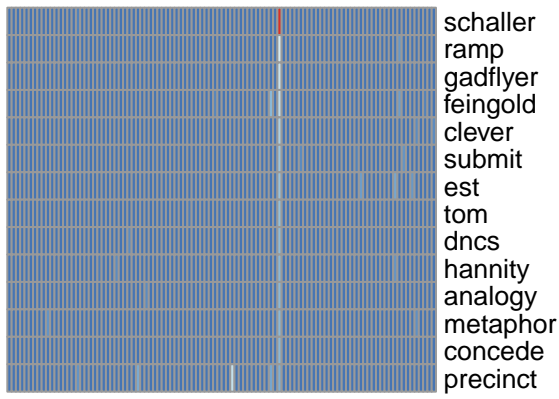 schaller
ramp
gadflyer
feingold
clever
submit
est
tom
dncs
hannity
analogy
metaphor
concede
precinct